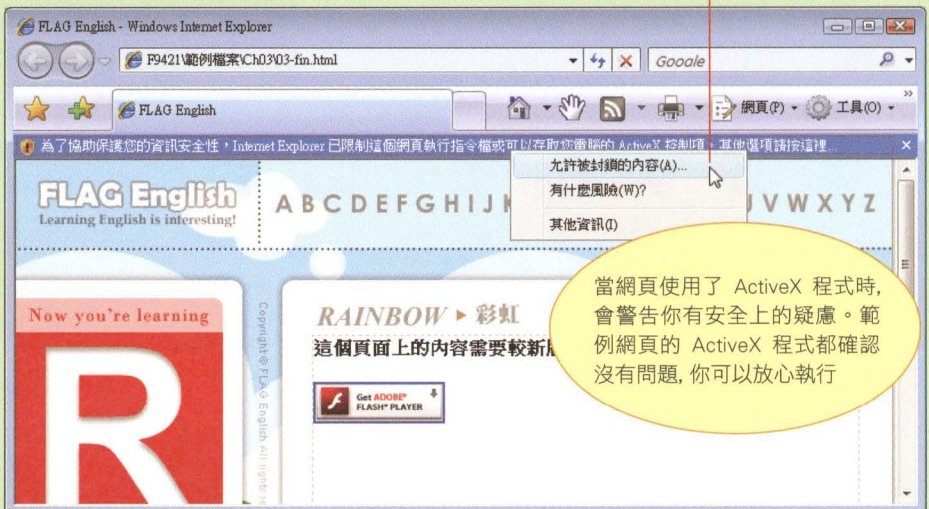 FLAG English - Windows Internet Explorer
F9421\範例檔案\Ch03\03-fin.html
Google
FLAG English
網頁(P)
工具(O)
為了協助保護您的資訊安全性，Internet Explorer 已限制這個網頁執行指令檔或可以存取您電腦的 ActiveX 控制項。其他選項請按這裡...
允許被封鎖的內容(A)...
有什麼風險(W)?
其他資訊(I)
FLAG English
Learning English is interesting!
A B C D E F G H I J
V W X Y Z
Now you're learning
R
Copyright @ FLAG English All rights
RAINBOW ▸ 彩虹
這個頁面上的內容需要較新
Get ADOBE®
FLASH® PLAYER
當網頁使用了 ActiveX 程式時,
會警告你有安全上的疑慮。範
例網頁的 ActiveX 程式都確認
沒有問題, 你可以放心執行